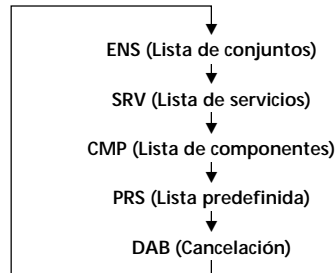 ENS (Lista de conjuntos)
SRV (Lista de servicios)
CMP (Lista de componentes)
PRS (Lista predefinida)
DAB (Cancelación)